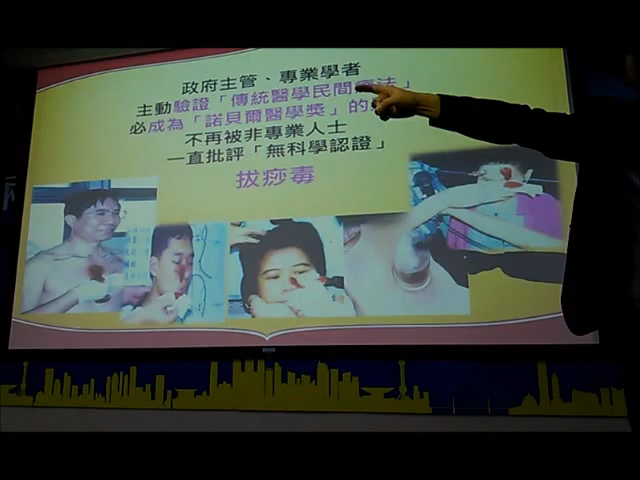 政府主管、專業學者
主動驗證「傳統醫學民間療法」
必成為「諾貝爾醫學獎」的
不再被非專業人士
一直批評「無科學認證」
拔痧毒